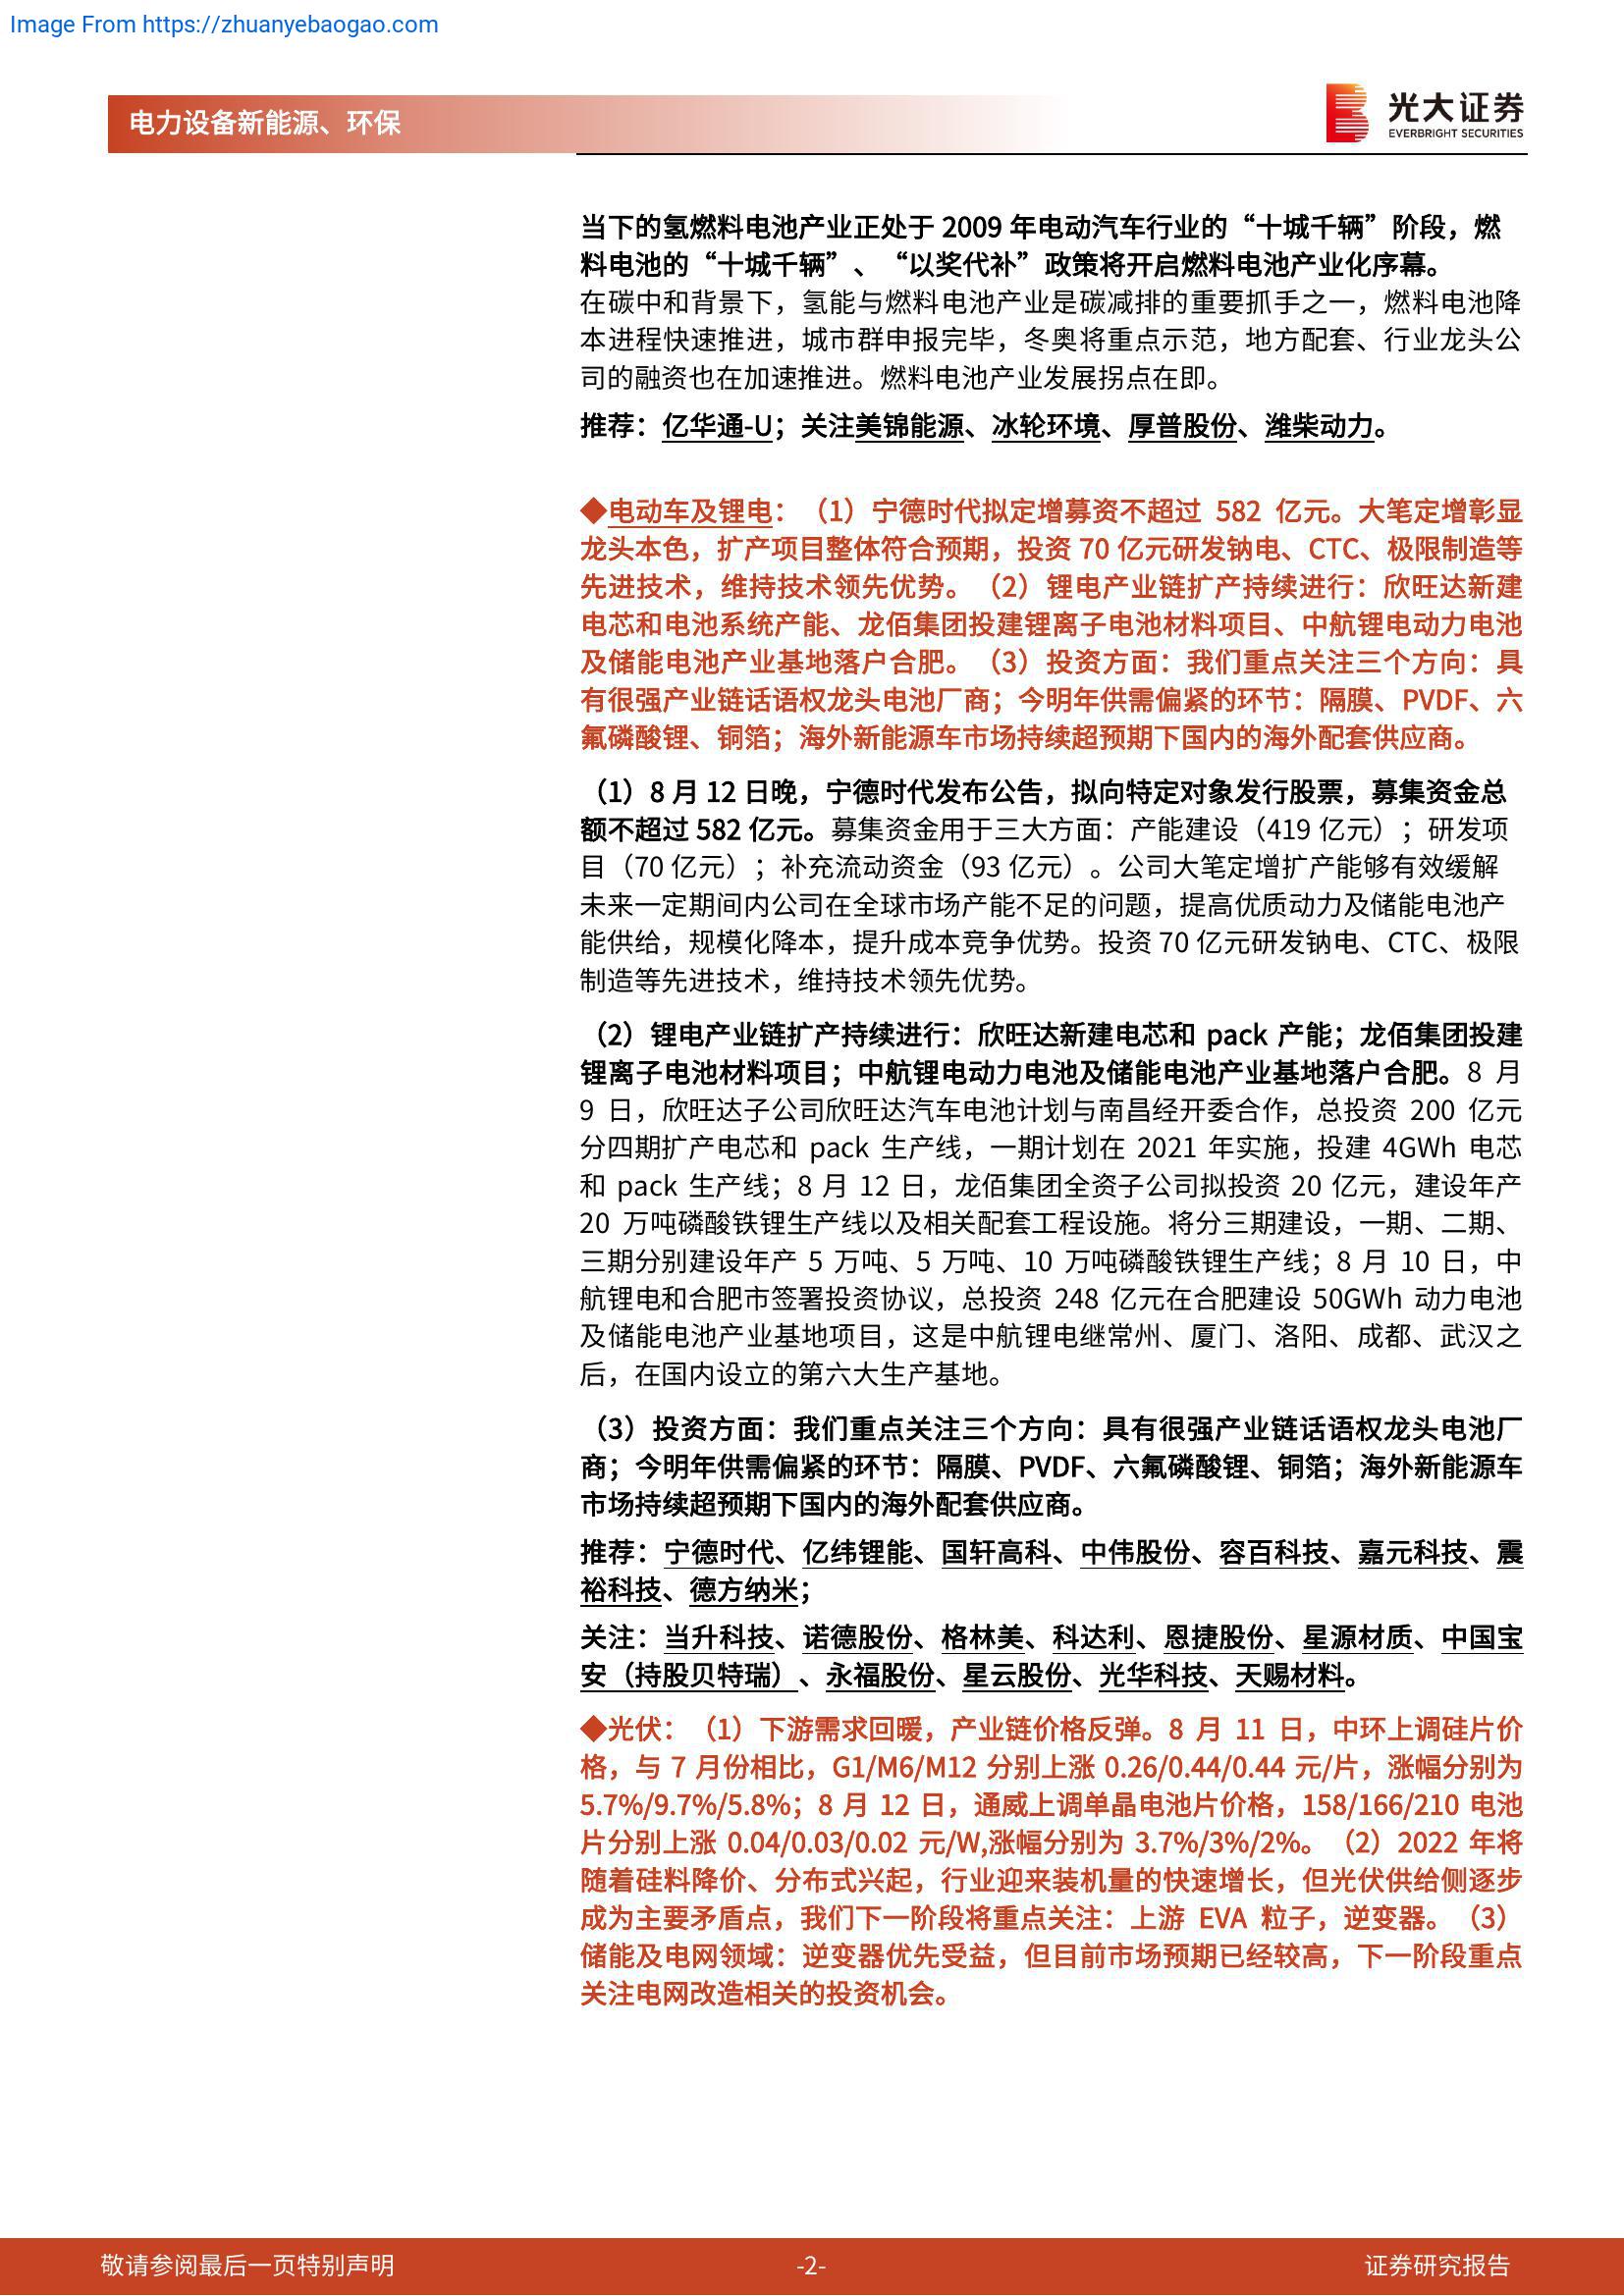 Image From https://zhuanyebaogao.com
电力设备新能源、环保
光大证券
EVERBRIGHT SECURITIES
当下的氢燃料电池产业正处于 2009 年电动汽车行业的“十城千辆”阶段，燃
料电池的“十城千辆”、“以奖代补”政策将开启燃料电池产业化序幕。
在碳中和背景下，氢能与燃料电池产业是碳减排的重要抓手之一，燃料电池降
本进程快速推进，城市群申报完毕，冬奥将重点示范，地方配套、行业龙头公
司的融资也在加速推进。燃料电池产业发展拐点在即。
推荐：亿华通-U；关注美锦能源、冰轮环境、厚普股份、潍柴动力。
◆电动车及锂电：（1）宁德时代拟定增募资不超过 582 亿元。大笔定增彰显
龙头本色，扩产项目整体符合预期，投资 70 亿元研发钠电、CTC、极限制造等
先进技术，维持技术领先优势。（2）锂电产业链扩产持续进行：欣旺达新建
电芯和电池系统产能、龙佰集团投建锂离子电池材料项目、中航锂电动力电池
及储能电池产业基地落户合肥。（3）投资方面：我们重点关注三个方向：具
有很强产业链话语权龙头电池厂商；今明年供需偏紧的环节：隔膜、PVDF、六
氟磷酸锂、铜箔；海外新能源车市场持续超预期下国内的海外配套供应商。
（1）8 月 12 日晚，宁德时代发布公告，拟向特定对象发行股票，募集资金总
额不超过 582 亿元。募集资金用于三大方面：产能建设（419 亿元）；研发项
目（70 亿元）；补充流动资金（93 亿元）。公司大笔定增扩产能够有效缓解
未来一定期间内公司在全球市场产能不足的问题，提高优质动力及储能电池产
能供给，规模化降本，提升成本竞争优势。投资 70 亿元研发钠电、CTC、极限
制造等先进技术，维持技术领先优势。
（2）锂电产业链扩产持续进行：欣旺达新建电芯和 pack 产能；龙佰集团投建
锂离子电池材料项目；中航锂电动力电池及储能电池产业基地落户合肥。8 月
9 日，欣旺达子公司欣旺达汽车电池计划与南昌经开委合作，总投资 200 亿元
分四期扩产电芯和 pack 生产线，一期计划在 2021 年实施，投建 4GWh 电芯
和 pack 生产线；8 月 12 日，龙佰集团全资子公司拟投资 20 亿元，建设年产
20 万吨磷酸铁锂生产线以及相关配套工程设施。将分三期建设，一期、二期、
三期分别建设年产 5 万吨、5 万吨、10 万吨磷酸铁锂生产线；8 月 10 日，中
航锂电和合肥市签署投资协议，总投资 248 亿元在合肥建设 50GWh 动力电池
及储能电池产业基地项目，这是中航锂电继常州、厦门、洛阳、成都、武汉之
后，在国内设立的第六大生产基地。
（3）投资方面：我们重点关注三个方向：具有很强产业链话语权龙头电池厂
商；今明年供需偏紧的环节：隔膜、PVDF、六氟磷酸锂、铜箔；海外新能源车
市场持续超预期下国内的海外配套供应商。
推荐：宁德时代、亿纬锂能、国轩高科、中伟股份、容百科技、嘉元科技、震
裕科技、德方纳米；
关注：当升科技、诺德股份、格林美、科达利、恩捷股份、星源材质、中国宝
安（持股贝特瑞）、永福股份、星云股份、光华科技、天赐材料。
◆光伏：（1）下游需求回暖，产业链价格反弹。8 月 11 日，中环上调硅片价
格，与 7 月份相比，G1/M6/M12 分别上涨 0.26/0.44/0.44 元/片，涨幅分别为
5.7%/9.7%/5.8%；8 月 12 日，通威上调单晶电池片价格，158/166/210 电池
片分别上涨 0.04/0.03/0.02 元/W,涨幅分别为 3.7%/3%/2%。（2）2022 年将
随着硅料降价、分布式兴起，行业迎来装机量的快速增长，但光伏供给侧逐步
成为主要矛盾点，我们下一阶段将重点关注：上游 EVA 粒子，逆变器。（3）
储能及电网领域：逆变器优先受益，但目前市场预期已经较高，下一阶段重点
关注电网改造相关的投资机会。
敬请参阅最后一页特别声明
-2-
证券研究报告